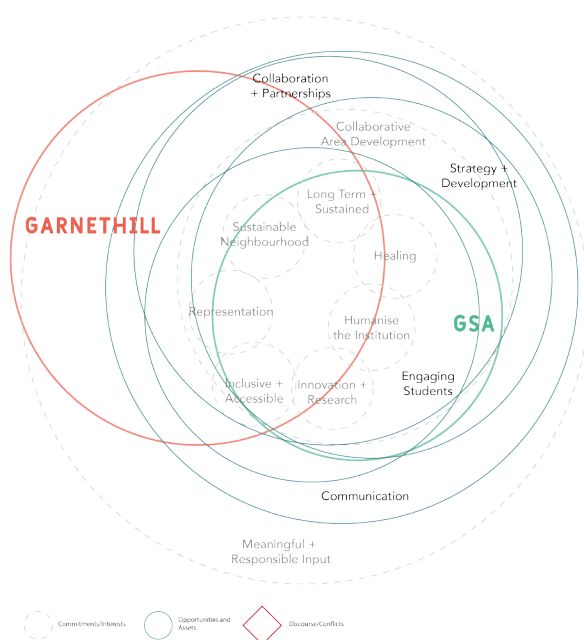 Collaboration
+ Partnerships
Collaborative
Area Development
Strategy +
Development
Long Term +
Sustained
GARNETHILL
Sustainable
Neighbourhood
Healing
Representation
Humanise
the Institution
GSA
Engaging
Students
Inclusive +
Accessible
Innovation +
Research
Communication
Meaningful +
Responsible Input
Commitments/Interests
Opportunities and
Assets
Discourse/Conflicts